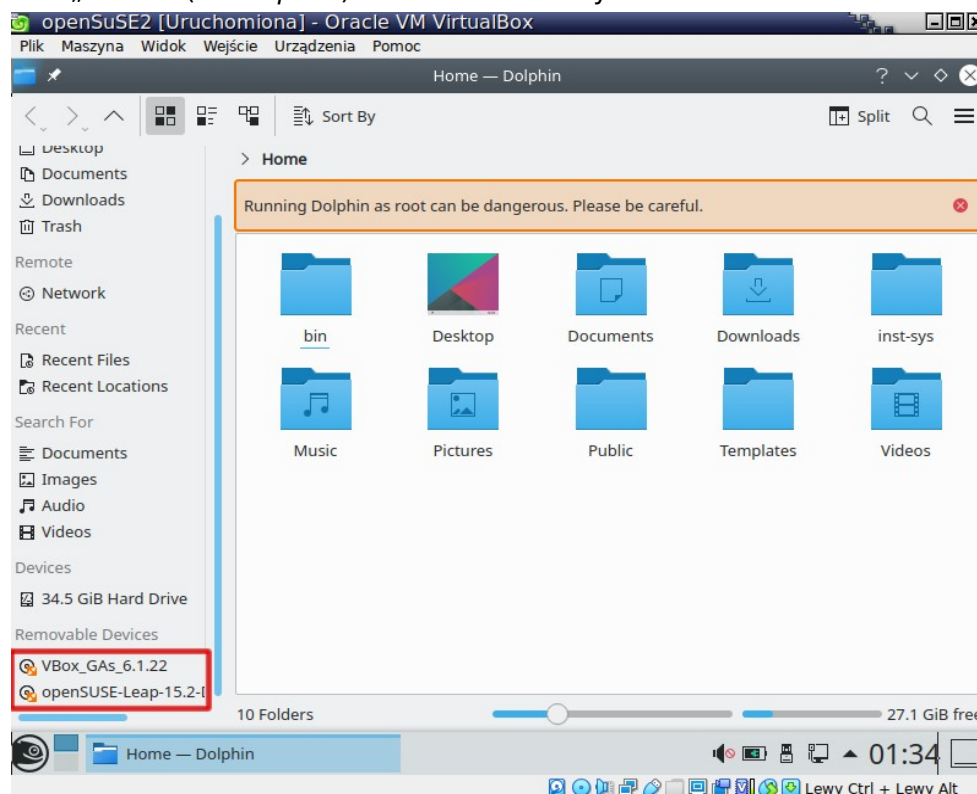 openSuSE2 [Uruchomiona] - Oracle VM VirtualBox
Plik Maszyna Widok Wejście Urządzenia Pomoc
Home — Dolphin
Sort By
Split
Desktop
Documents
Downloads
Trash
Remote
Network
Recent
Recent Files
Recent Locations
Search For
Documents
Images
Audio
Videos
Devices
34.5 GiB Hard Drive
Removable Devices
VBox_GAs_6.1.22
openSUSE-Leap-15.2-D
> Home
Running Dolphin as root can be dangerous. Please be careful.
bin Desktop Documents Downloads inst-sys
Music Pictures Public Templates Videos
10 Folders 27.1 GiB free
Home — Dolphin 01:34
Lewy Ctrl + Lewy Alt